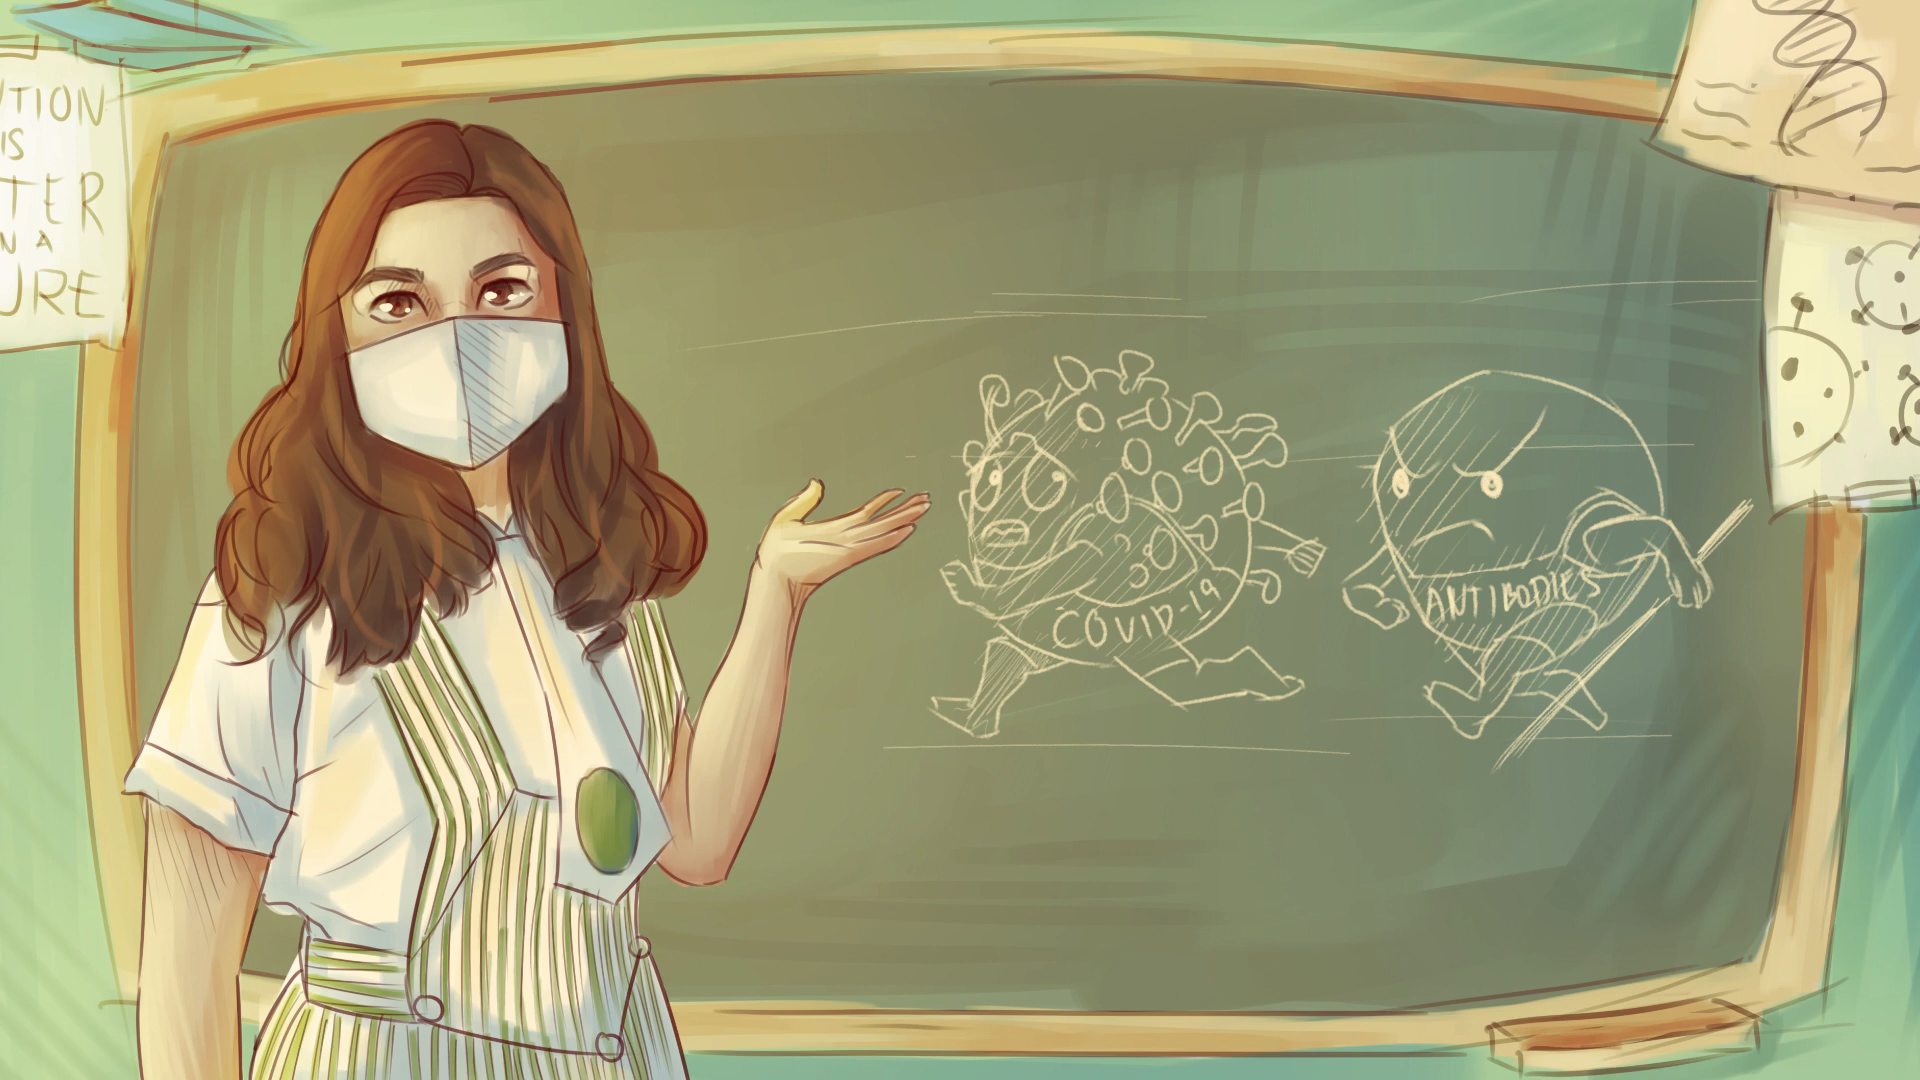 TION
IS
TER
N A
URE
COVID-19
ANTIBODIES